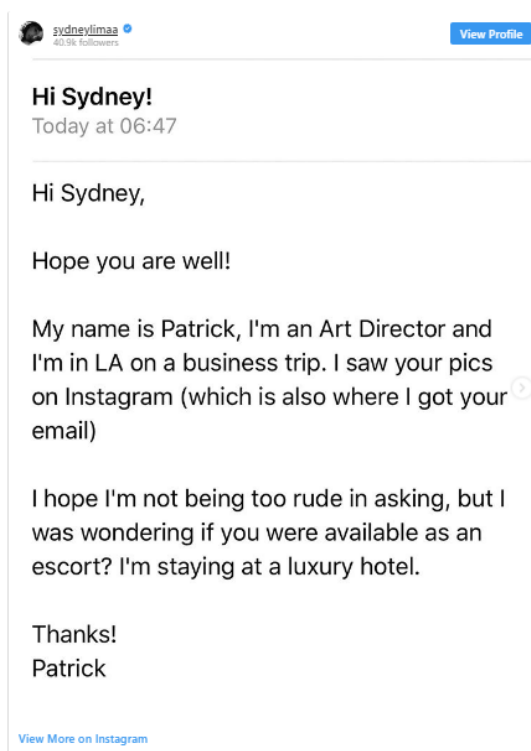 sydneylimaa
40.9k followers
View Profile
Hi Sydney!
Today at 06:47
Hi Sydney,
Hope you are well!
My name is Patrick, I'm an Art Director and
I'm in LA on a business trip. I saw your pics
on Instagram (which is also where I got your
email)
I hope I'm not being too rude in asking, but I
was wondering if you were available as an
escort? I'm staying at a luxury hotel.
Thanks!
Patrick
View More on Instagram